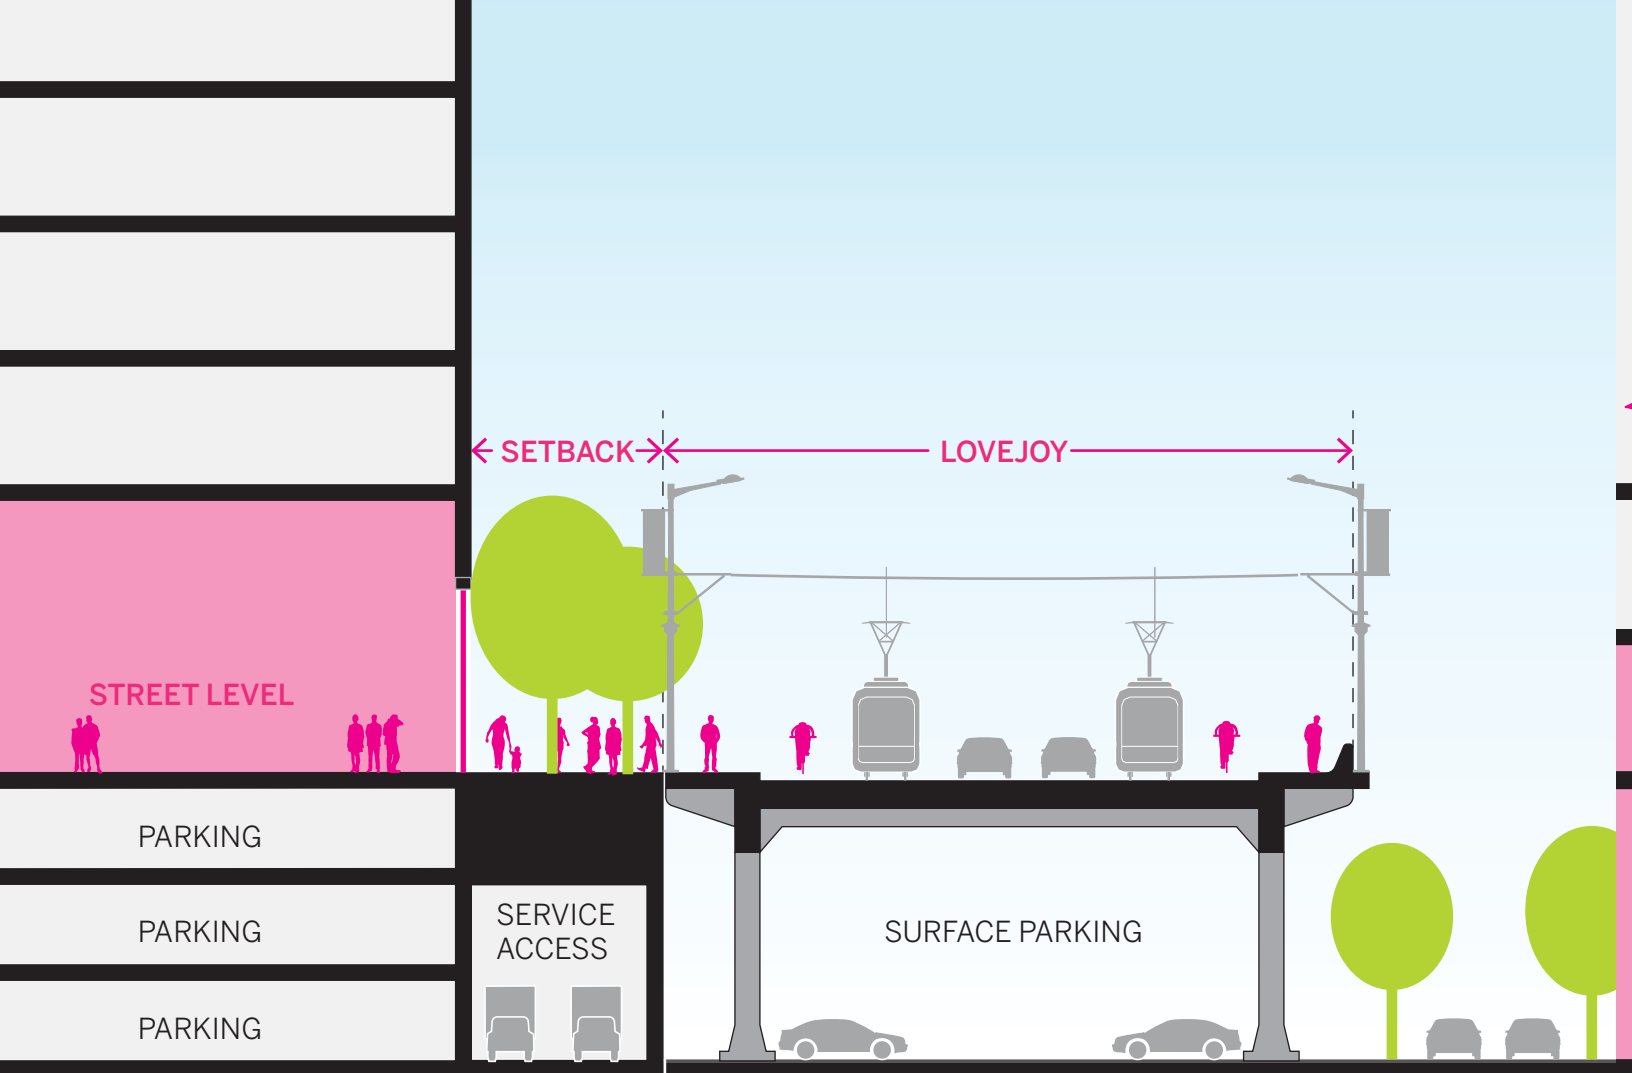 SETBACK
LOVEJOY
STREET LEVEL
PARKING
PARKING
PARKING
SERVICE
ACCESS
SURFACE PARKING